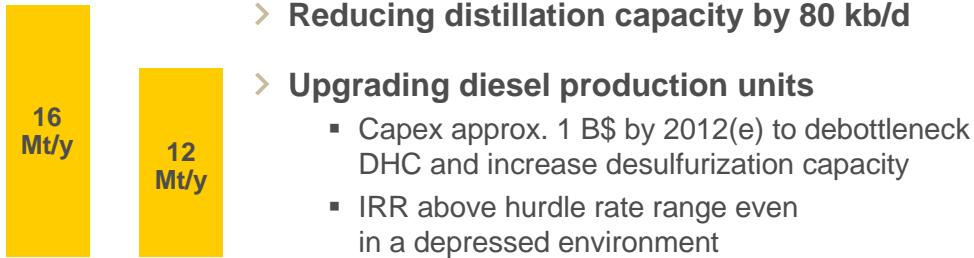 16
Mt/y
12
Mt/y
> Reducing distillation capacity by 80 kb/d
> Upgrading diesel production units
▪ Capex approx. 1 B$ by 2012(e) to debottleneck
DHC and increase desulfurization capacity
▪ IRR above hurdle rate range even
in a depressed environment